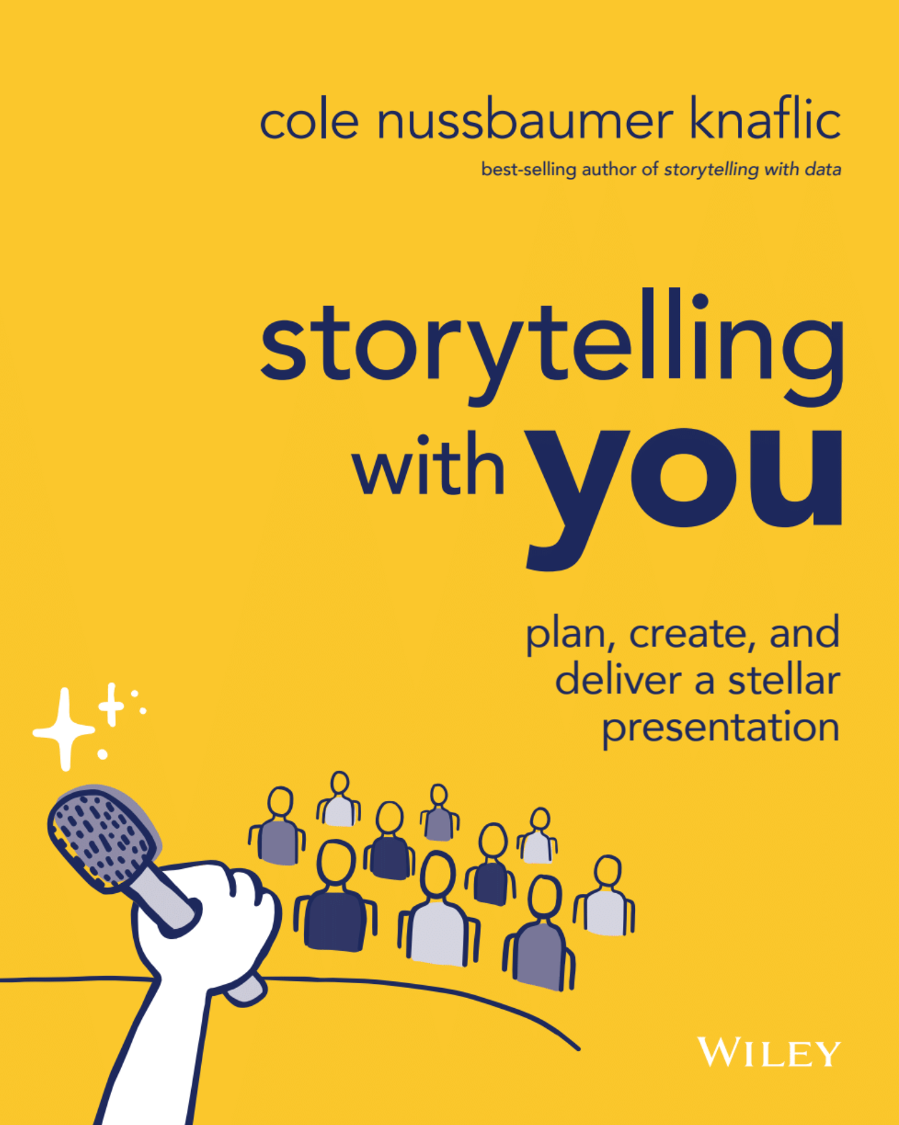 cole nussbaumer knaflic
best-selling author of storytelling with data
storytelling
with you
plan, create, and
deliver a stellar
presentation
WILEY